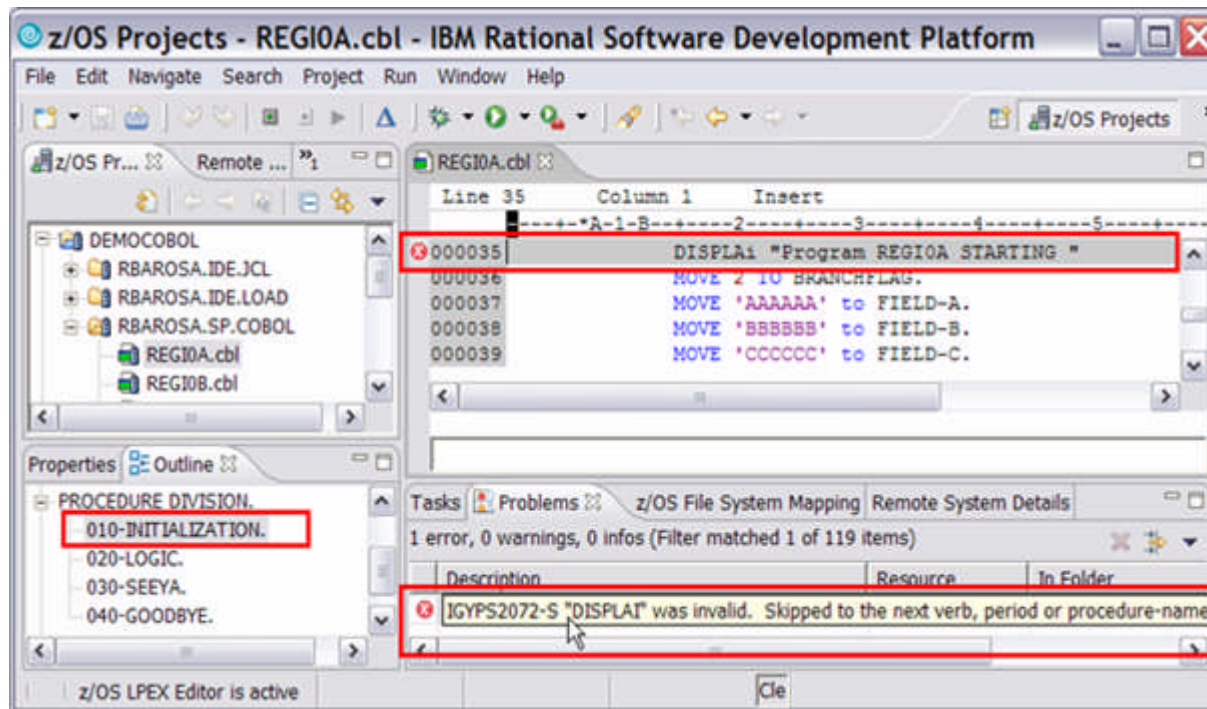 z/OS Projects - REGI0A.cbl - IBM Rational Software Development Platform
File Edit Navigate Search Project Run Window Help
z/OS Projects
z/OS Pr... Remote ... »1
DEMOCOBOL
RBAROSA.IDE.JCL
RBAROSA.IDE.LOAD
RBAROSA.SP.COBOL
REGI0A.cbl
REGI0B.cbl
REGI0A.cbl
Line 35 Column 1 Insert
----+-*A-1-B--+----2----+----3----+----4----+----5----+----
000035 DISPLAi "Program REGI0A STARTING "
000036 MOVE 2 TO BRANCHFLAG.
000037 MOVE 'AAAAAA' to FIELD-A.
000038 MOVE 'BBBBBB' to FIELD-B.
000039 MOVE 'CCCCCC' to FIELD-C.
Properties Outline
PROCEDURE DIVISION.
010-INITIALIZATION.
020-LOGIC.
030-SEEYA.
040-GOODBYE.
Tasks Problems z/OS File System Mapping Remote System Details
1 error, 0 warnings, 0 infos (Filter matched 1 of 119 items)
Description Resource In Folder
IGYPS2072-S "DISPLAI" was invalid. Skipped to the next verb, period or procedure-name
z/OS LPEX Editor is active
Cle